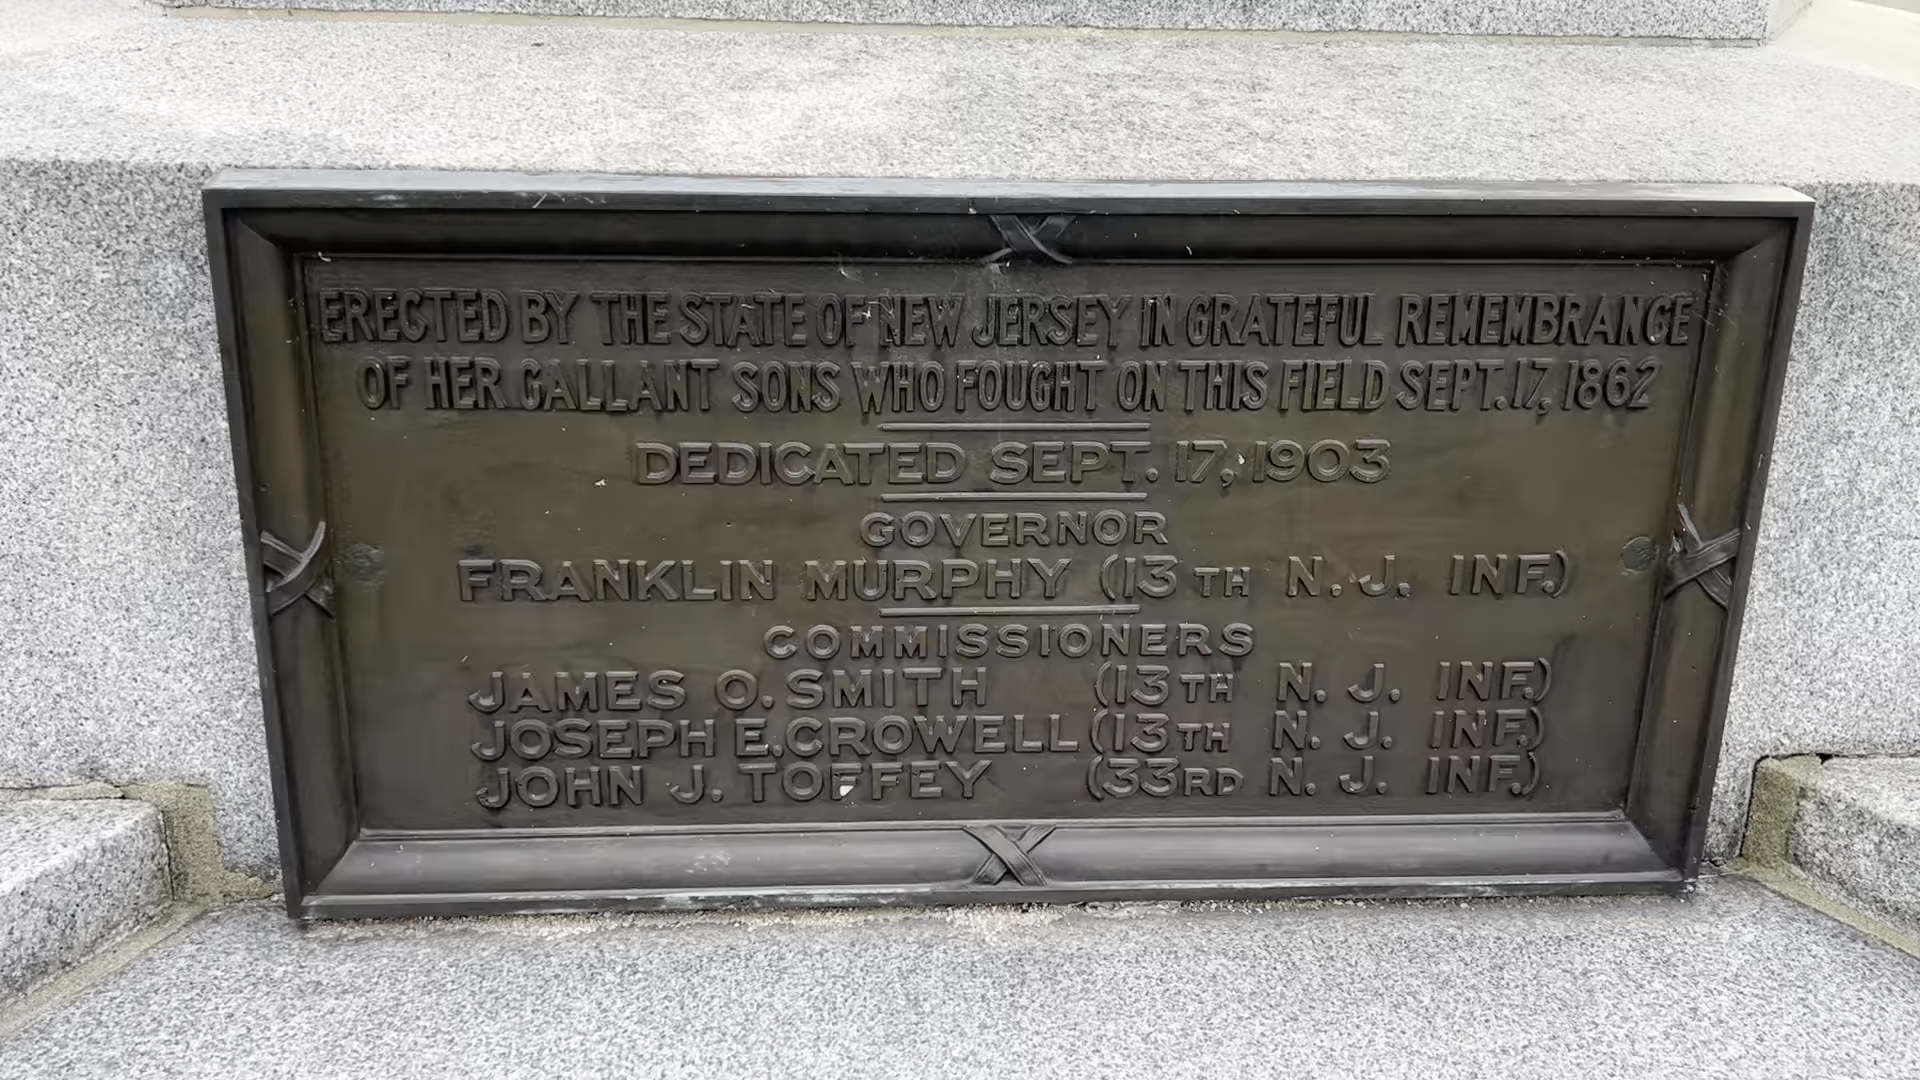 ERECTED BY THE STATE OF NEW JERSEY IN GRATEFUL REMEMBRANCE
OF HER GALLANT SONS WHO FOUGHT ON THIS FIELD SEPT. 17, 1862
DEDICATED SEPT. 17, 1903
GOVERNOR
FRANKLIN MURPHY (13TH N. J. INF.)
COMMISSIONERS
JAMES O. SMITH (13TH N. J. INF.)
JOSEPH E. CROWELL (13TH N. J. INF.)
JOHN J. TOFFEY (33RD N. J. INF.)